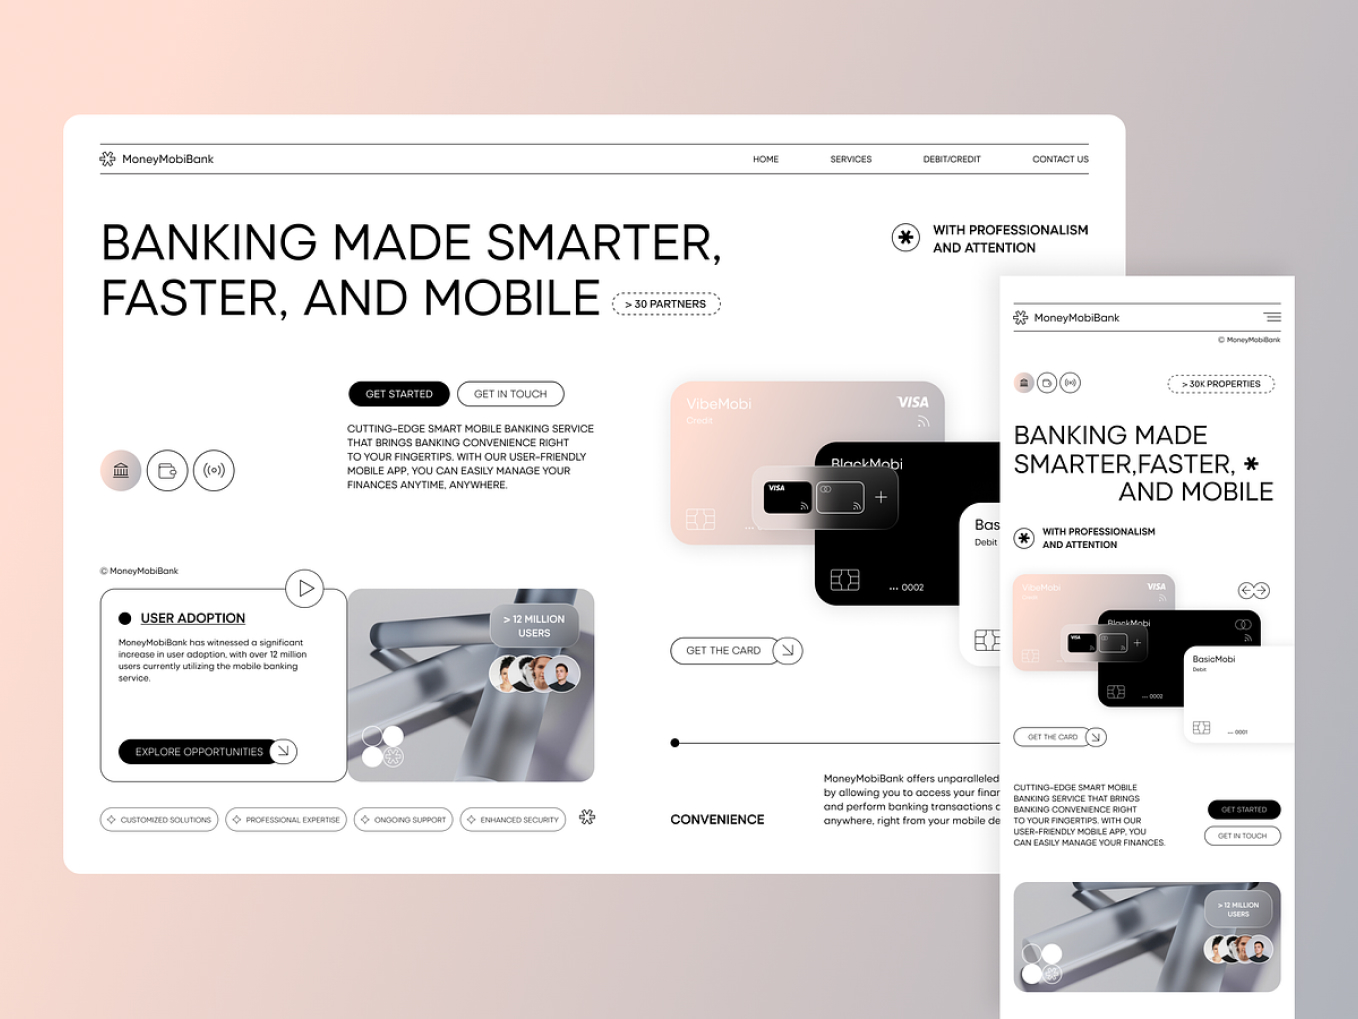 MoneyMobiBank
HOME
SERVICES
DEBIT/CREDIT
CONTACT US
BANKING MADE SMARTER,
FASTER, AND MOBILE
> 30 PARTNERS
WITH PROFESSIONALISM
AND ATTENTION
GET STARTED
GET IN TOUCH
CUTTING-EDGE SMART MOBILE BANKING SERVICE
THAT BRINGS BANKING CONVENIENCE RIGHT
TO YOUR FINGERTIPS. WITH OUR USER-FRIENDLY
MOBILE APP, YOU CAN EASILY MANAGE YOUR
FINANCES ANYTIME, ANYWHERE.
VibeMobi
Credit
VISA
BlackMobi
VISA
... 0002
Bas
Debit
GET THE CARD
© MoneyMobiBank
USER ADOPTION
MoneyMobiBank has witnessed a significant
increase in user adoption, with over 12 million
users currently utilizing the mobile banking
service.
EXPLORE OPPORTUNITIES
> 12 MILLION
USERS
CUSTOMIZED SOLUTIONS
PROFESSIONAL EXPERTISE
ONGOING SUPPORT
ENHANCED SECURITY
CONVENIENCE
MoneyMobiBank offers unparalleled
by allowing you to access your finan
and perform banking transactions
anywhere, right from your mobile de
MoneyMobiBank
© MoneyMobiBank
> 30K PROPERTIES
BANKING MADE
SMARTER,FASTER,
AND MOBILE
WITH PROFESSIONALISM
AND ATTENTION
VibeMobi
VISA
BlackMobi
VISA
... 0002
BasicMobi
Debit
... 0001
GET THE CARD
CUTTING-EDGE SMART MOBILE
BANKING SERVICE THAT BRINGS
BANKING CONVENIENCE RIGHT
TO YOUR FINGERTIPS. WITH OUR
USER-FRIENDLY MOBILE APP, YOU
CAN EASILY MANAGE YOUR FINANCES.
GET STARTED
GET IN TOUCH
> 12 MILLION
USERS